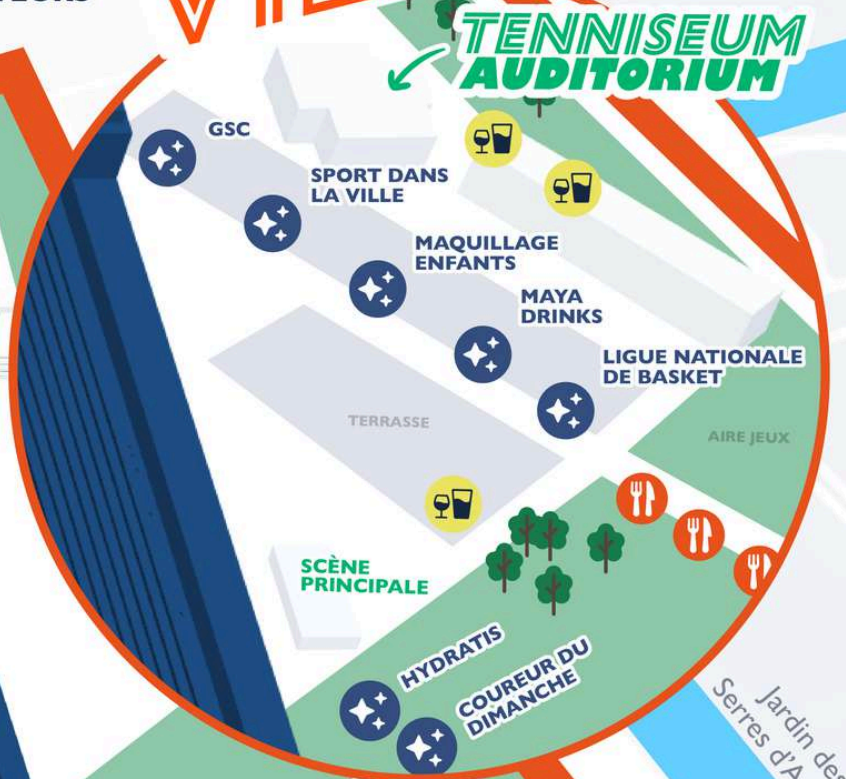 TENNISEUM
AUDITORIUM
GSC
SPORT DANS
LA VILLE
MAQUILLAGE
ENFANTS
MAYA
DRINKS
LIGUE NATIONALE
DE BASKET
TERRASSE
AIRE JEUX
SCÈNE
PRINCIPALE
HYDRATIS
COUREUR DU
DIMANCHE
Jardin des
Serres